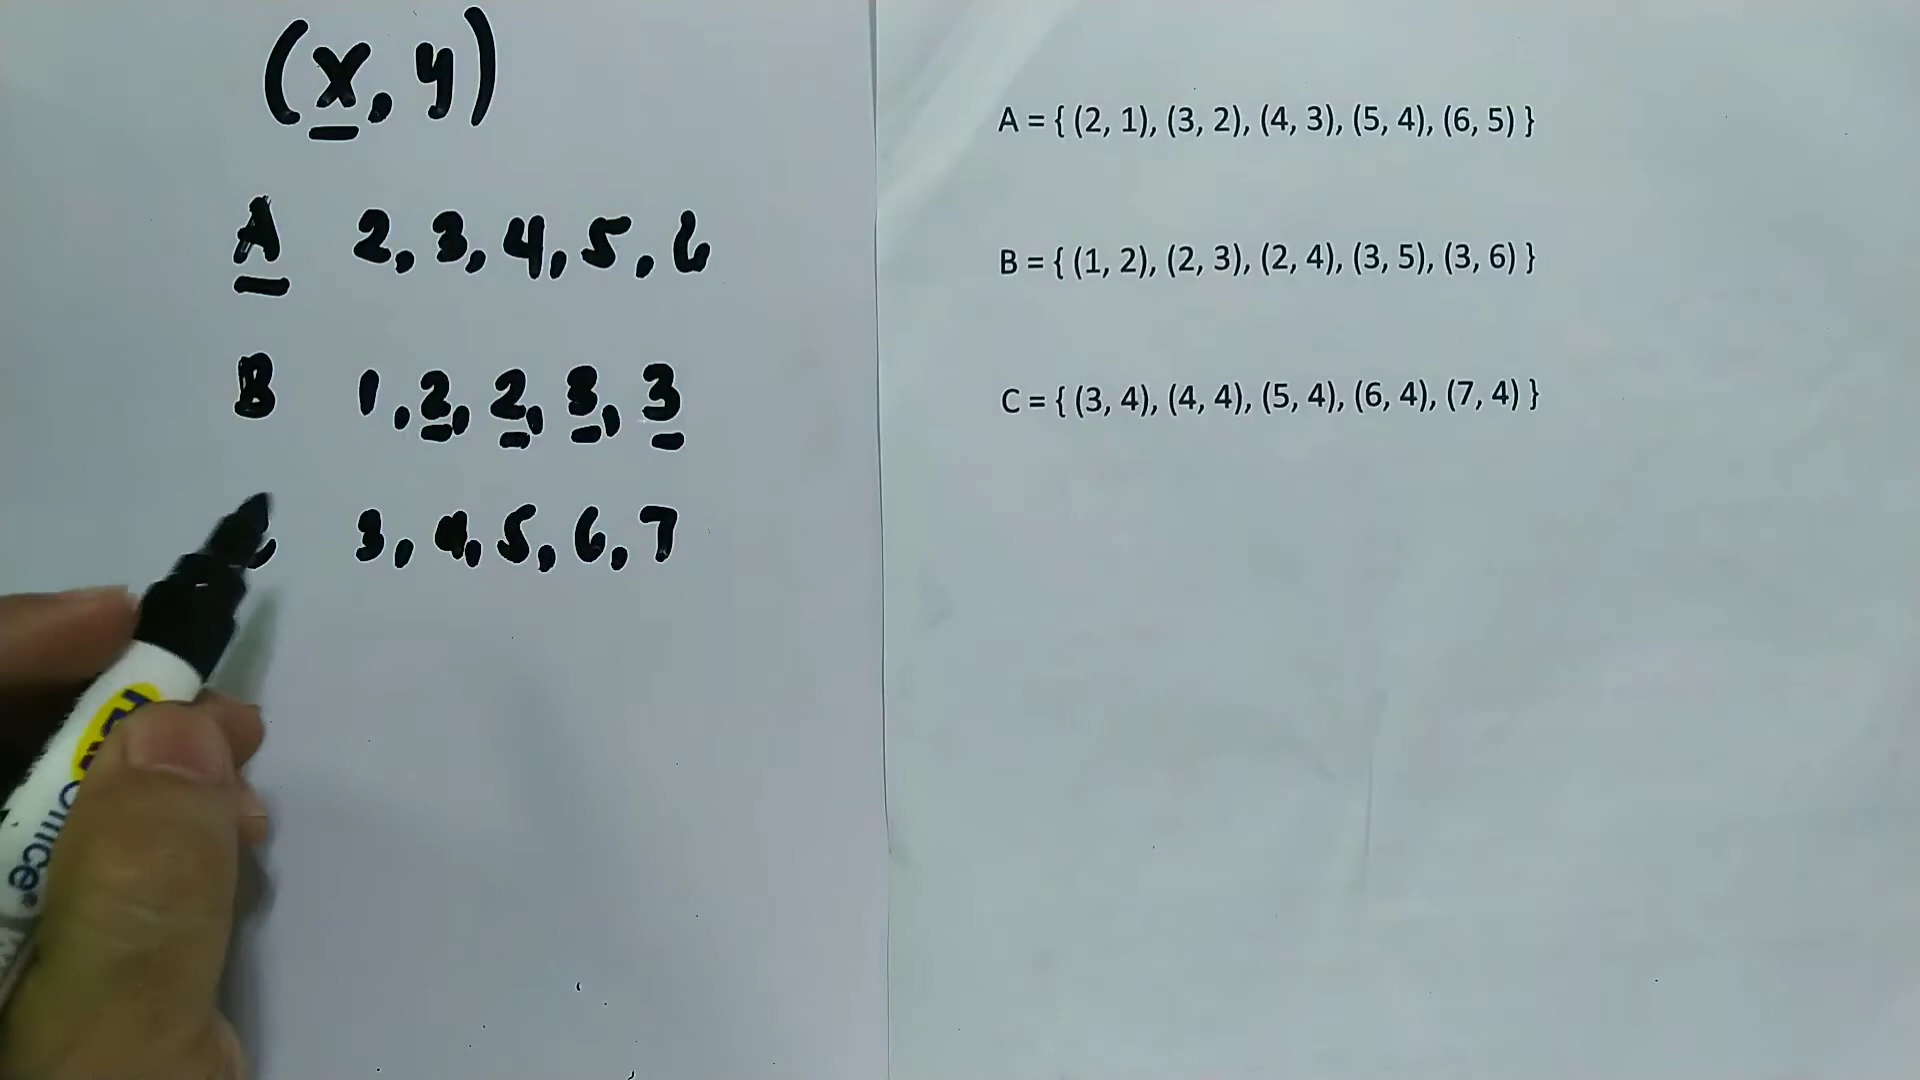 (x, y)
A 2, 3, 4, 5, 6
B 1, 2, 2, 3, 3
3, 4, 5, 6, 7
A = { (2, 1), (3, 2), (4, 3), (5, 4), (6, 5) }
B = { (1, 2), (2, 3), (2, 4), (3, 5), (3, 6) }
C = { (3, 4), (4, 4), (5, 4), (6, 4), (7, 4) }